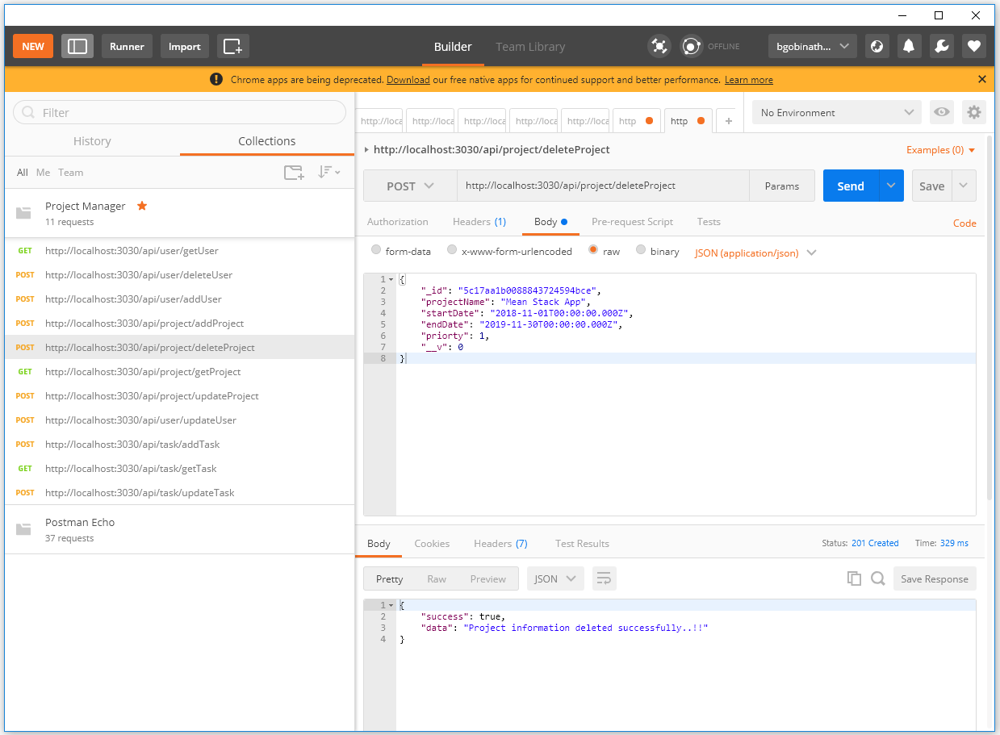 NEW Runner Import Builder Team Library OFFLINE bgobinath...
Chrome apps are being deprecated. Download our free native apps for continued support and better performance. Learn more
Filter
History Collections
All Me Team
Project Manager
11 requests
GET http://localhost:3030/api/user/getUser
POST http://localhost:3030/api/user/deleteUser
POST http://localhost:3030/api/user/addUser
POST http://localhost:3030/api/project/addProject
POST http://localhost:3030/api/project/deleteProject
GET http://localhost:3030/api/project/getProject
POST http://localhost:3030/api/project/updateProject
POST http://localhost:3030/api/user/updateUser
POST http://localhost:3030/api/task/addTask
GET http://localhost:3030/api/task/getTask
POST http://localhost:3030/api/task/updateTask
Postman Echo
37 requests
http://loca http://loca http://loca http://loca http://loca http http + No Environment
http://localhost:3030/api/project/deleteProject Examples (0)
POST http://localhost:3030/api/project/deleteProject Params Send Save
Authorization Headers (1) Body Pre-request Script Tests Code
form-data x-www-form-urlencoded raw binary JSON (application/json)
1 {
2 "_id": "5c17aa1b0088843724594bce",
3 "projectName": "Mean Stack App",
4 "startDate": "2018-11-01T00:00:00.000Z",
5 "endDate": "2019-11-30T00:00:00.000Z",
6 "priorty": 1,
7 "__v": 0
8 }
Body Cookies Headers (7) Test Results Status: 201 Created Time: 329 ms
Pretty Raw Preview JSON Save Response
1 {
2 "success": true,
3 "data": "Project information deleted successfully..!!"
4 }